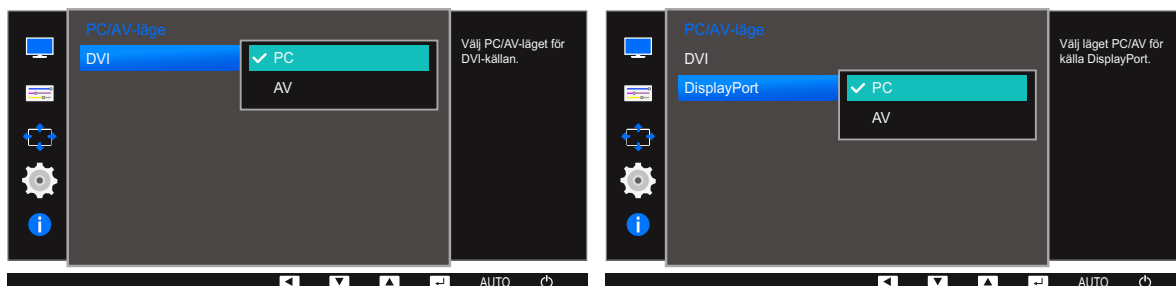 PC/AV-läge
DVI
PC
AV
Välj PC/AV-läget för
DVI-källan.
AUTO
PC/AV-läge
DVI
DisplayPort
PC
AV
Välj läget PC/AV för
källa DisplayPort.
AUTO